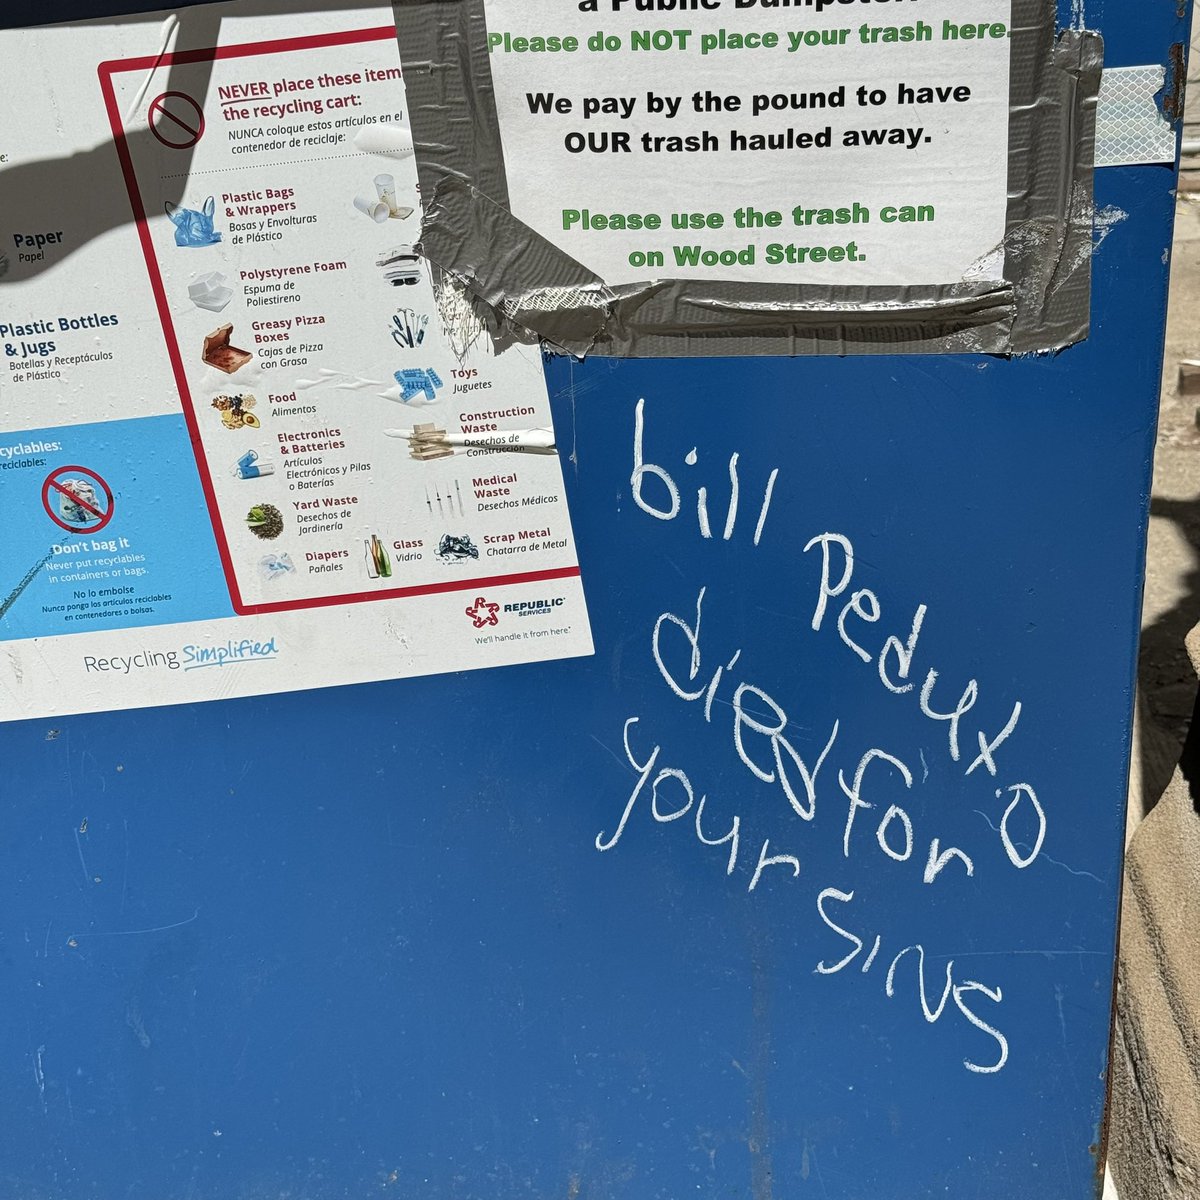 Please do NOT place your trash here.
We pay by the pound to have
OUR trash hauled away.
Please use the trash can
on Wood Street.
NEVER place these items
the recycling cart:
NUNCA coloque estos artículos en el
contenedor de reciclaje:
Plastic Bags
& Wrappers
Bosas y Envolturas
de Plástico
Polystyrene Foam
Espuma de
Poliestireno
Greasy Pizza
Boxes
Cajas de Pizza
con Grasa
Food
Alimentos
Electronics
& Batteries
Artículos
Electrónicos y Pilas
o Baterías
Yard Waste
Desechos de
Jardinería
Diapers
Pañales
Glass
Vidrio
Toys
Juguetes
Construction
Waste
Desechos de
Construcción
Medical
Waste
Desechos Médicos
Scrap Metal
Chatarra de Metal
Paper
Papel
Plastic Bottles
& Jugs
Botellas y Receptáculos
de Plástico
Don't bag it
Never put recyclables
in containers or bags.
No lo embolse
Nunca ponga los artículos reciclables
en contenedores o bolsas.
REPUBLIC
SERVICES
We'll handle it from here.
Recycling Simplified
bill Peduxo
died for
your sins